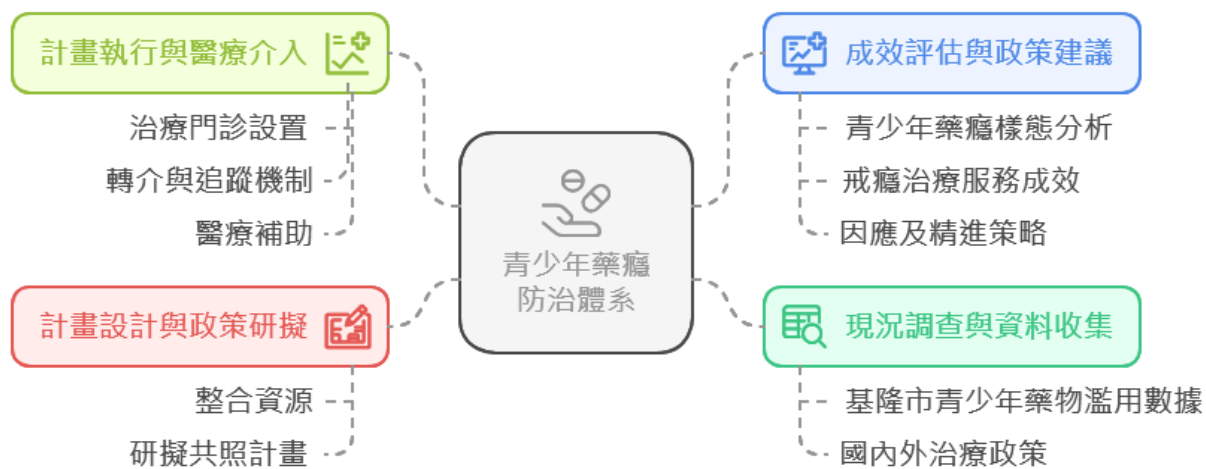 計畫執行與醫療介入
治療門診設置
轉介與追蹤機制
醫療補助
計畫設計與政策研擬
整合資源
研擬共照計畫
青少年藥癮
防治體系
成效評估與政策建議
青少年藥癮樣態分析
戒癮治療服務成效
因應及精進策略
現況調查與資料收集
基隆市青少年藥物濫用數據
國內外治療政策